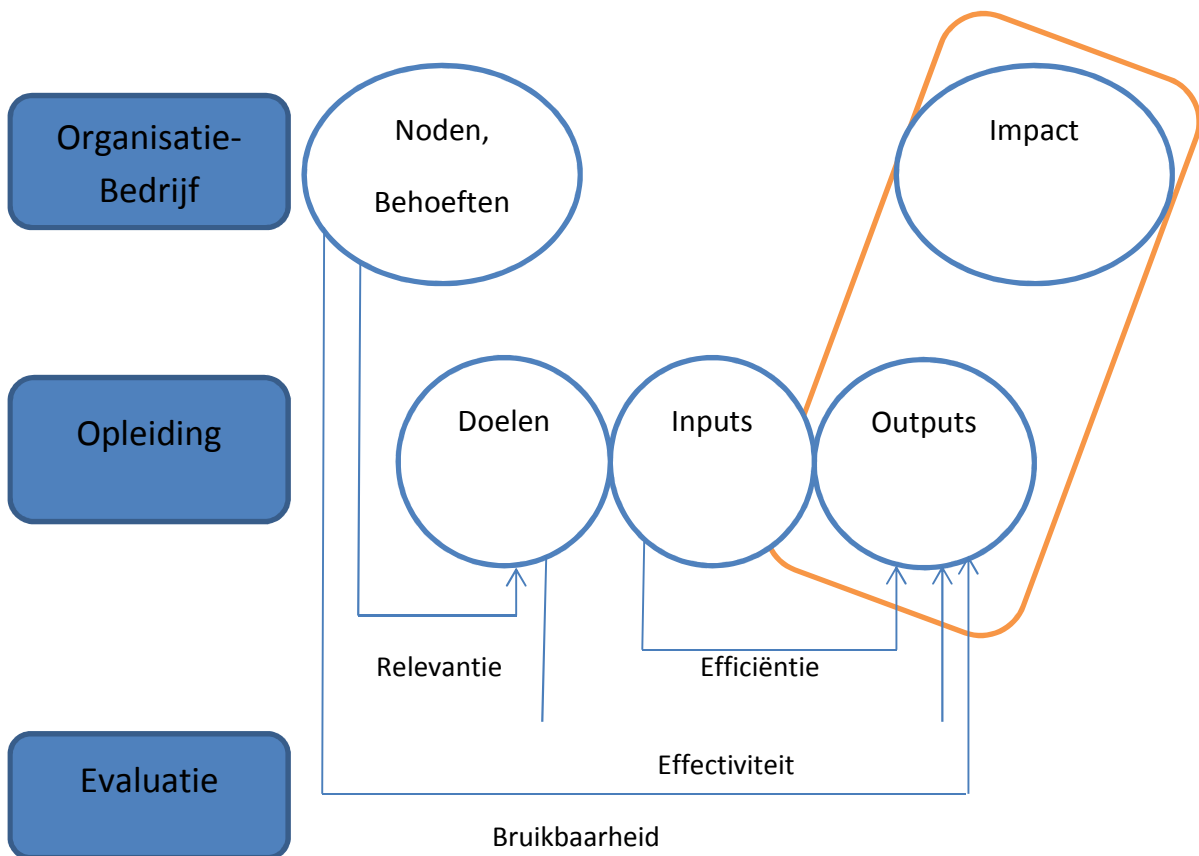 Organisatie-
Bedrijf
Noden,
Behoeften
Impact
Opleiding
Doelen
Inputs
Outputs
Relevantie
Efficiëntie
Evaluatie
Effectiviteit
Bruikbaarheid